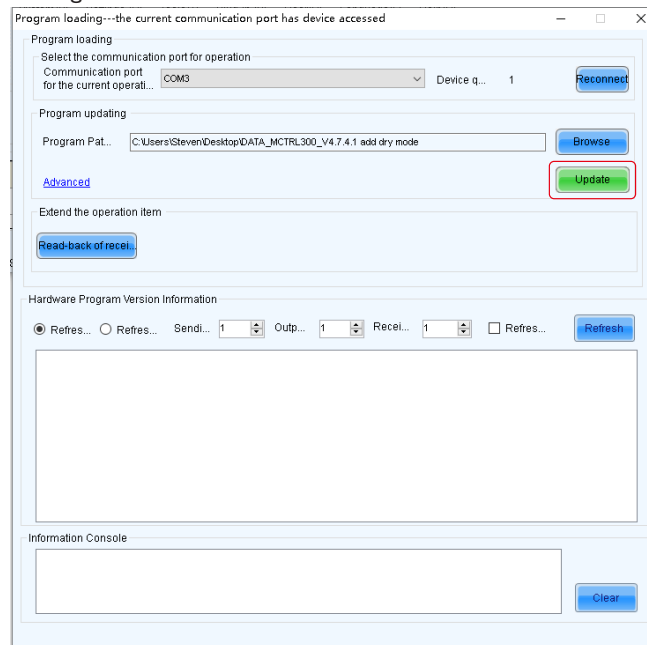 Program loading---the current communication port has device accessed
Program loading
Select the communication port for operation
Communication port
for the current operati... COM3 Device q... 1 Reconnect
Program updating
Program Pat... C:\Users\Steven\Desktop\DATA_MCTRL300_V4.7.4.1 add dry mode Browse
Advanced Update
Extend the operation item
Read-back of recei...
Hardware Program Version Information
Refres... Refres... Sendi... 1 Outp... 1 Recei... 1 Refres... Refresh
Information Console
Clear